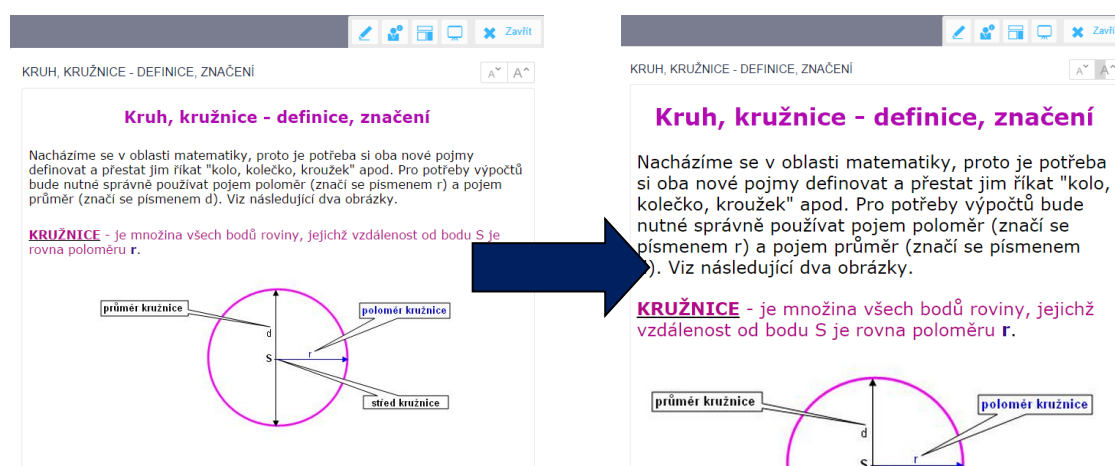 Zavřít
KRUH, KRUŽNICE - DEFINICE, ZNAČENÍ
A˅ A^
Kruh, kružnice - definice, značení
Nacházíme se v oblasti matematiky, proto je potřeba si oba nové pojmy
definovat a přestat jim říkat "kolo, kolečko, kroužek" apod. Pro potřeby výpočtů
bude nutné správně používat pojem poloměr (značí se písmenem r) a pojem
průměr (značí se písmenem d). Viz následující dva obrázky.
KRUŽNICE - je množina všech bodů roviny, jejichž vzdálenost od bodu S je
rovna poloměru r.
průměr kružnice
poloměr kružnice
d
S
r
střed kružnice
Zavří
KRUH, KRUŽNICE - DEFINICE, ZNAČENÍ
A˅ A^
Kruh, kružnice - definice, značení
Nacházíme se v oblasti matematiky, proto je potřeba
si oba nové pojmy definovat a přestat jim říkat "kolo,
kolečko, kroužek" apod. Pro potřeby výpočtů bude
nutné správně používat pojem poloměr (značí se
písmenem r) a pojem průměr (značí se písmenem
). Viz následující dva obrázky.
KRUŽNICE - je množina všech bodů roviny, jejichž
vzdálenost od bodu S je rovna poloměru r.
průměr kružnice
poloměr kružnice
d
r
S